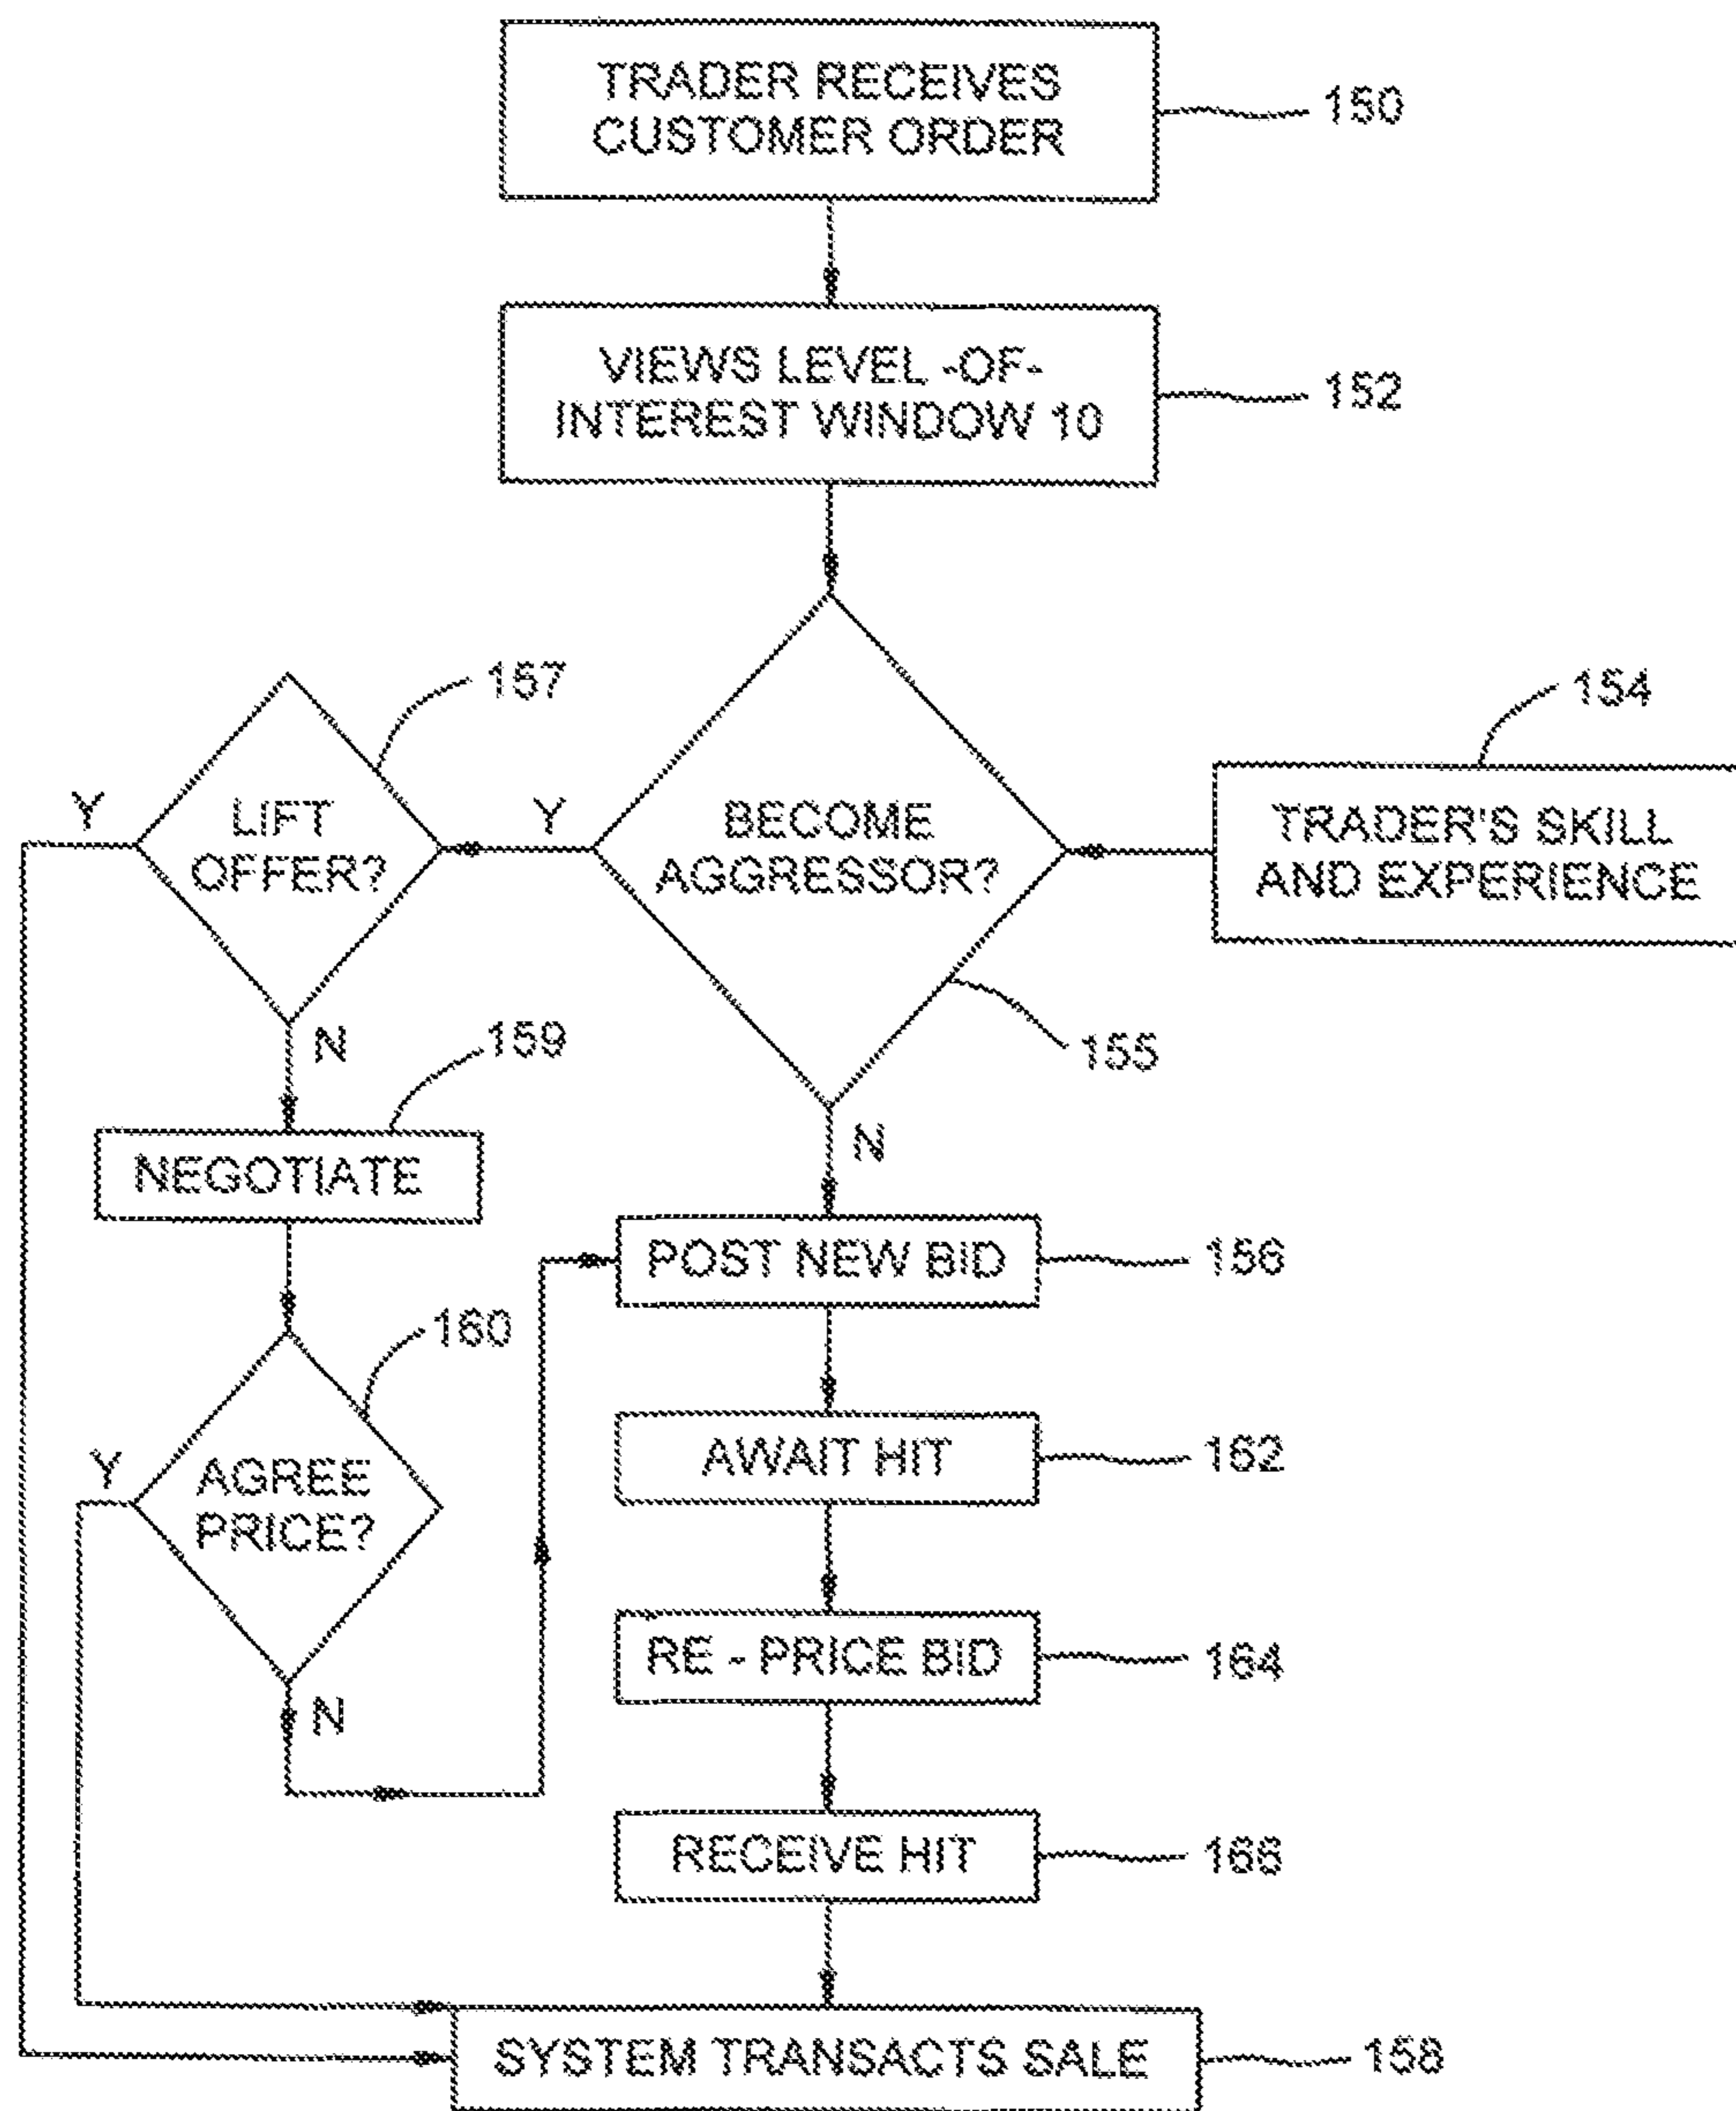 TRADER RECEIVES
CUSTOMER ORDER
150
VIEWS LEVEL -OF-
INTEREST WINDOW 10
152
157
154
Y
LIFT
OFFER?
Y
BECOME
AGGRESSOR?
TRADER'S SKILL
AND EXPERIENCE
N
159
155
NEGOTIATE
N
POST NEW BID
156
160
Y
AGREE
PRICE?
AWAIT HIT
162
RE - PRICE BID
164
N
RECEIVE HIT
166
SYSTEM TRANSACTS SALE
158